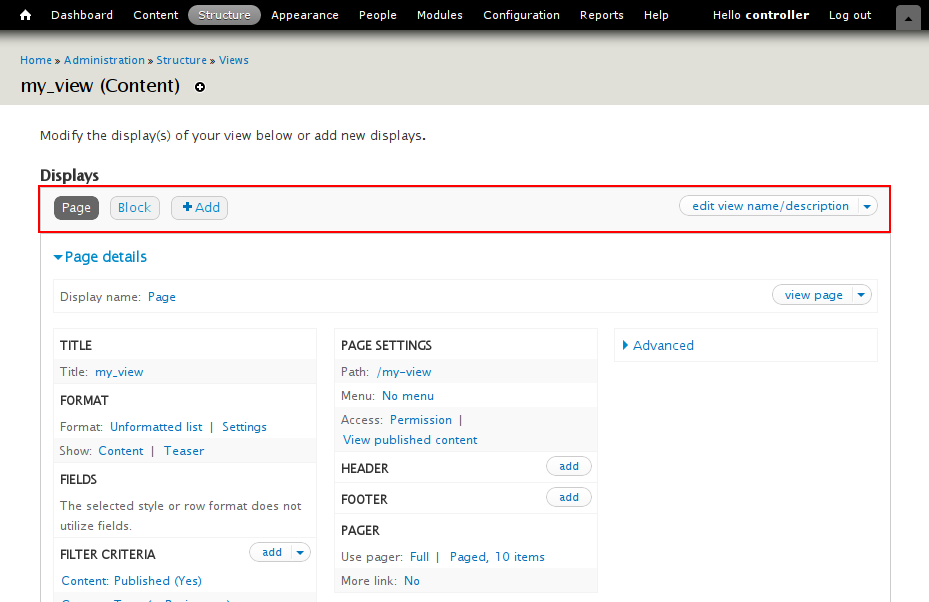 Dashboard Content Structure Appearance People Modules Configuration Reports Help Hello controller Log out
Home » Administration » Structure » Views
my_view (Content)
Modify the display(s) of your view below or add new displays.
Displays
Page Block Add edit view name/description
Page details
Display name: Page view page
TITLE
Title: my_view
FORMAT
Format: Unformatted list | Settings
Show: Content | Teaser
FIELDS
The selected style or row format does not
utilize fields.
FILTER CRITERIA add
Content: Published (Yes)
PAGE SETTINGS
Path: /my-view
Menu: No menu
Access: Permission |
View published content
HEADER add
FOOTER add
PAGER
Use pager: Full | Paged, 10 items
More link: No
Advanced